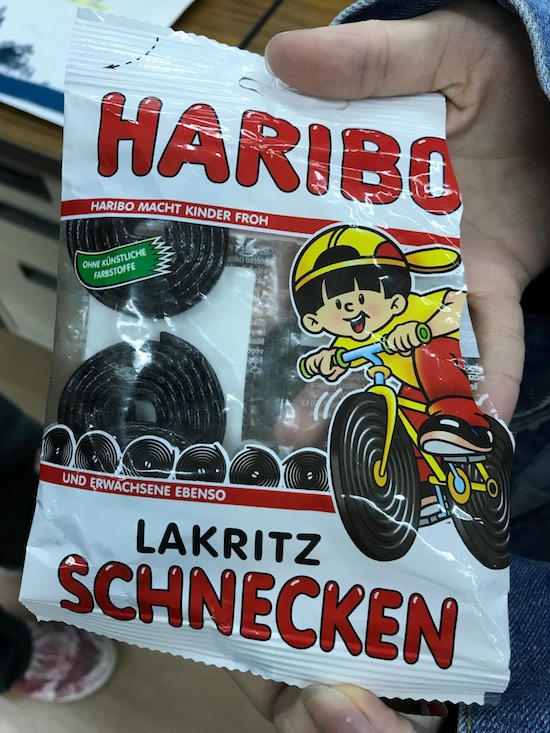 HARIBO
HARIBO MACHT KINDER FROH
OHNE KÜNSTLICHE
FARBSTOFFE
UND ERWACHSENE EBENSO
LAKRITZ
SCHNECKEN